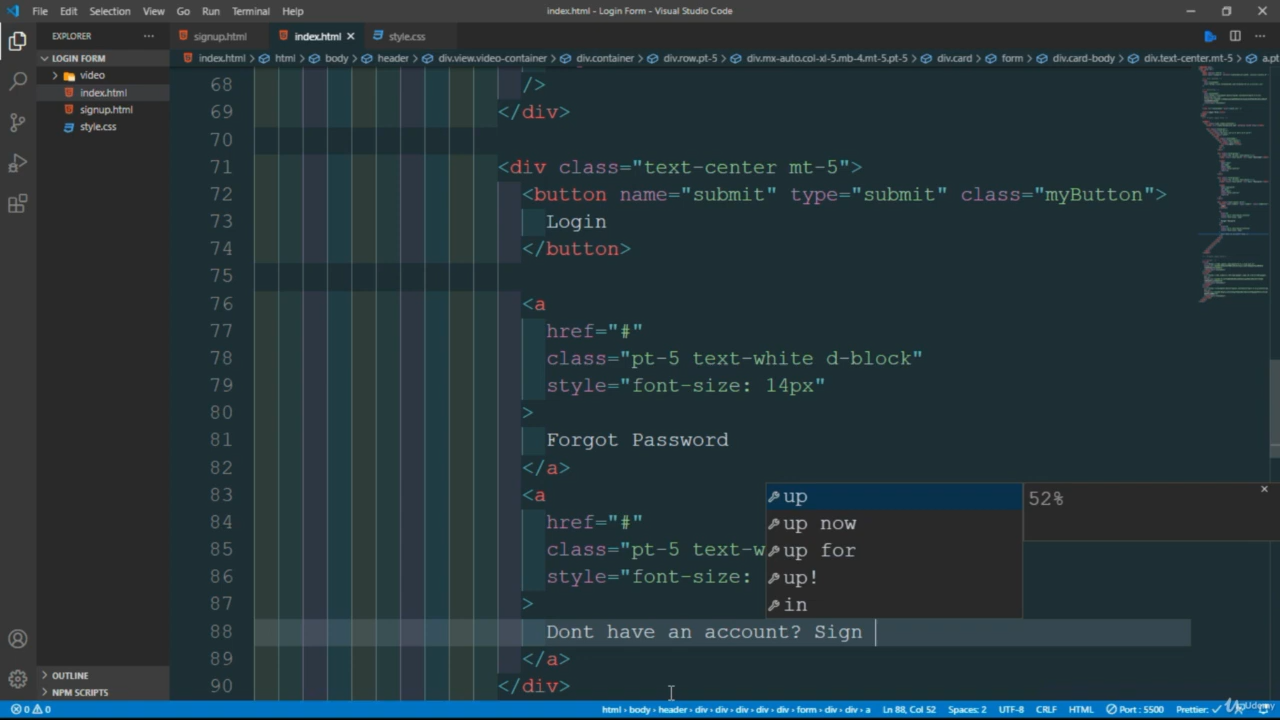 File Edit Selection View Go Run Terminal Help
index.html - Login Form - Visual Studio Code
EXPLORER
signup.html
index.html
style.css
LOGIN FORM
index.html > html > body > header > div.view.video-container > div.container > div.row.pt-5 > div.mx-auto.col-xl-5.mb-4.mt-5.pt-5 > div.card > form > div.card-body > div.text-center.mt-5 > a.pt
video
index.html
signup.html
style.css
68 />
69 </div>
70
71 <div class="text-center mt-5">
72 <button name="submit" type="submit" class="myButton">
73 Login
74 </button>
75
76 <a
77 href="#"
78 class="pt-5 text-white d-block"
79 style="font-size: 14px"
80 >
81 Forgot Password
82 </a>
83 <a
84 href="#"
85 class="pt-5 text-w
86 style="font-size:
87 >
88 Dont have an account? Sign
89 </a>
90 </div>
up
52%
up now
up for
up!
in
OUTLINE
NPM SCRIPTS
0 0
html > body > header > div > div > div > div > div > form > div > div > a
Ln 88, Col 52
Spaces: 2
UTF-8
CRLF
HTML
Port : 5500
Prettier: ✓
Udemy